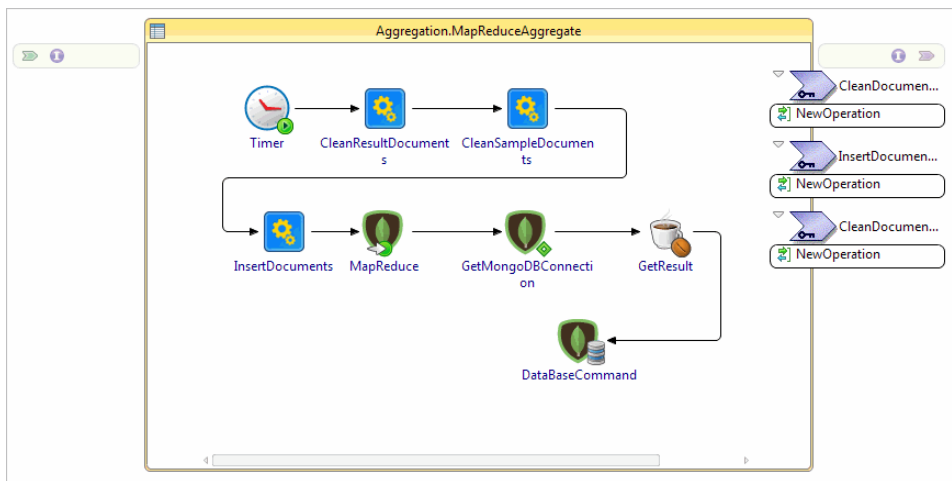 Aggregation.MapReduceAggregate
CleanDocumen...
NewOperation
Timer
CleanResultDocument
s
CleanSampleDocumen
ts
InsertDocumen...
NewOperation
CleanDocumen...
NewOperation
InsertDocuments
MapReduce
GetMongoDBConnecti
on
GetResult
DataBaseCommand